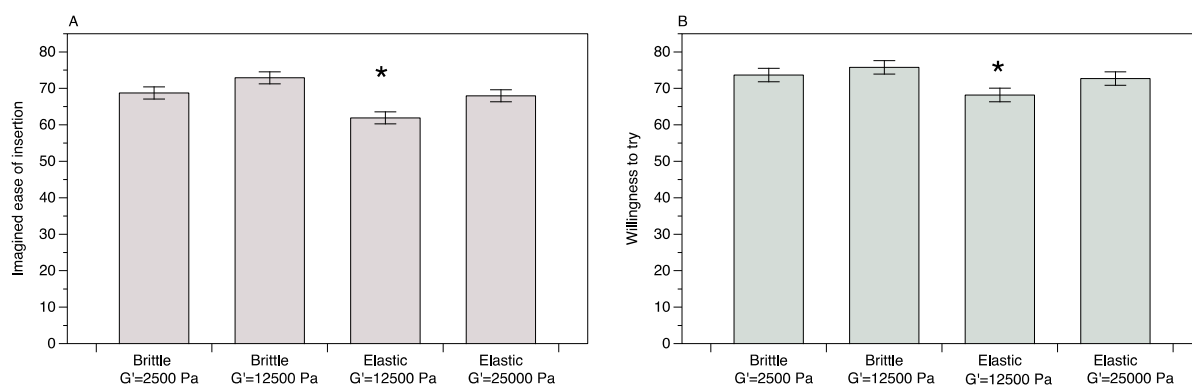 A
Imagined ease of insertion
80
70
60
50
40
30
20
10
0
*
Brittle
G'=2500 Pa
Brittle
G'=12500 Pa
Elastic
G'=12500 Pa
Elastic
G'=25000 Pa
B
Willingness to try
80
70
60
50
40
30
20
10
0
*
Brittle
G'=2500 Pa
Brittle
G'=12500 Pa
Elastic
G'=12500 Pa
Elastic
G'=25000 Pa